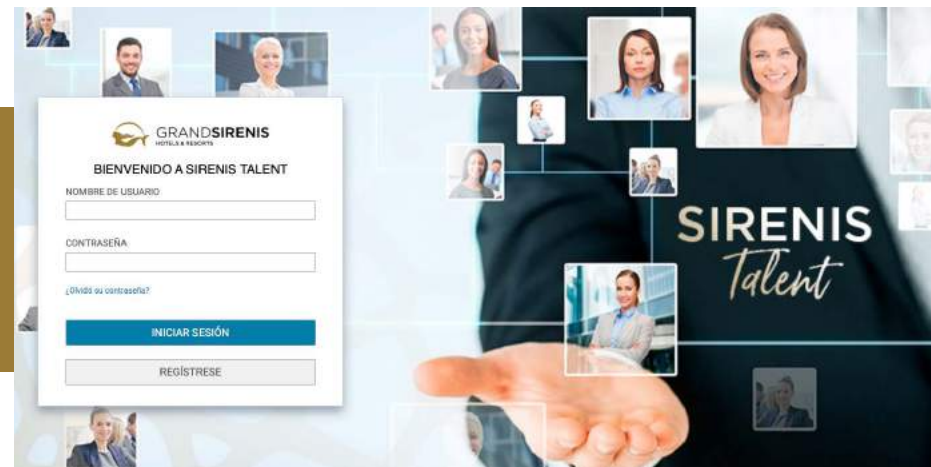 GRANDSIRENIS
HOTELS & RESORTS
BIENVENIDO A SIRENIS TALENT
NOMBRE DE USUARIO
CONTRASEÑA
¿Olvidó su contraseña?
INICIAR SESIÓN
REGÍSTRESE
SIRENIS
Talent